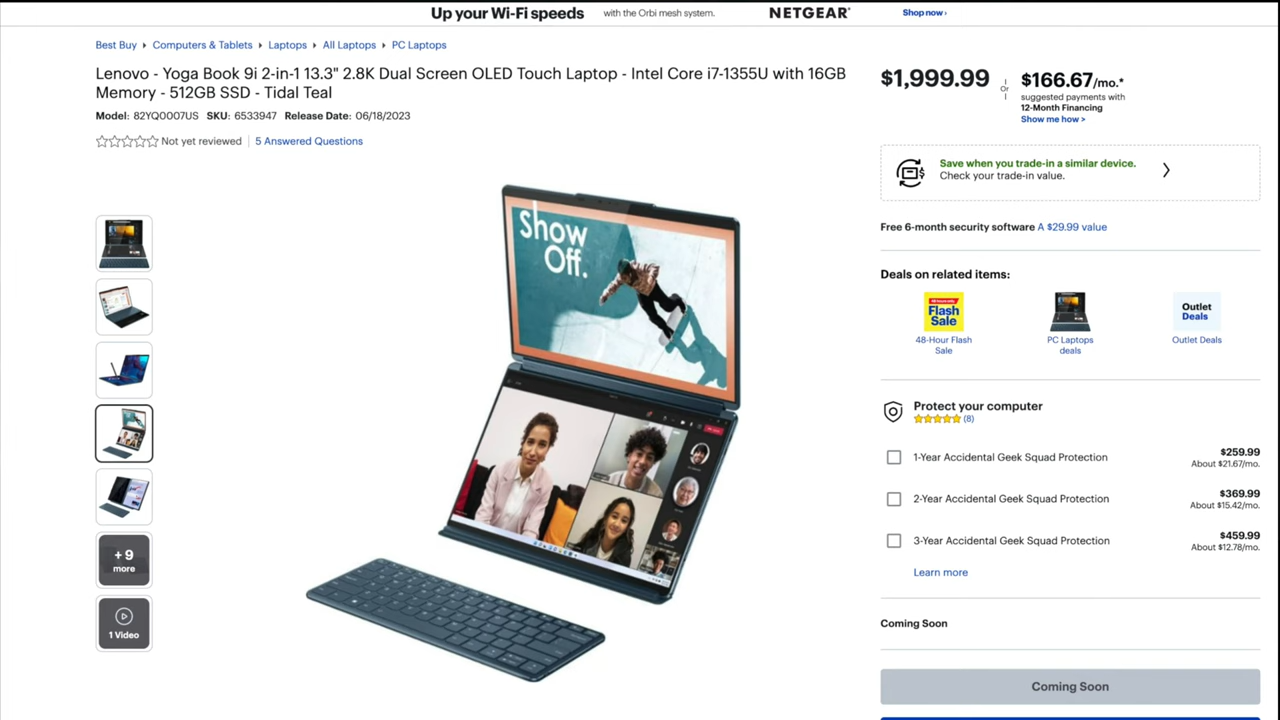 Up your Wi-Fi speeds with the Orbi mesh system. NETGEAR® Shop now ›
Best Buy ▸ Computers & Tablets ▸ Laptops ▸ All Laptops ▸ PC Laptops
Lenovo - Yoga Book 9i 2-in-1 13.3" 2.8K Dual Screen OLED Touch Laptop - Intel Core i7-1355U with 16GB
Memory - 512GB SSD - Tidal Teal
Model: 82YQ0007US SKU: 6533947 Release Date: 06/18/2023
Not yet reviewed 5 Answered Questions
Show
Off.
+9
more
1 Video
$1,999.99
Or
$166.67/mo.*
suggested payments with
12-Month Financing
Show me how >
Save when you trade-in a similar device.
Check your trade-in value.
Free 6-month security software A $29.99 value
Deals on related items:
Flash
Sale
Outlet
Deals
48-Hour Flash
Sale
PC Laptops
deals
Outlet Deals
Protect your computer
(8)
1-Year Accidental Geek Squad Protection $259.99
About $21.67/mo.
2-Year Accidental Geek Squad Protection $369.99
About $15.42/mo.
3-Year Accidental Geek Squad Protection $459.99
About $12.78/mo.
Learn more
Coming Soon
Coming Soon